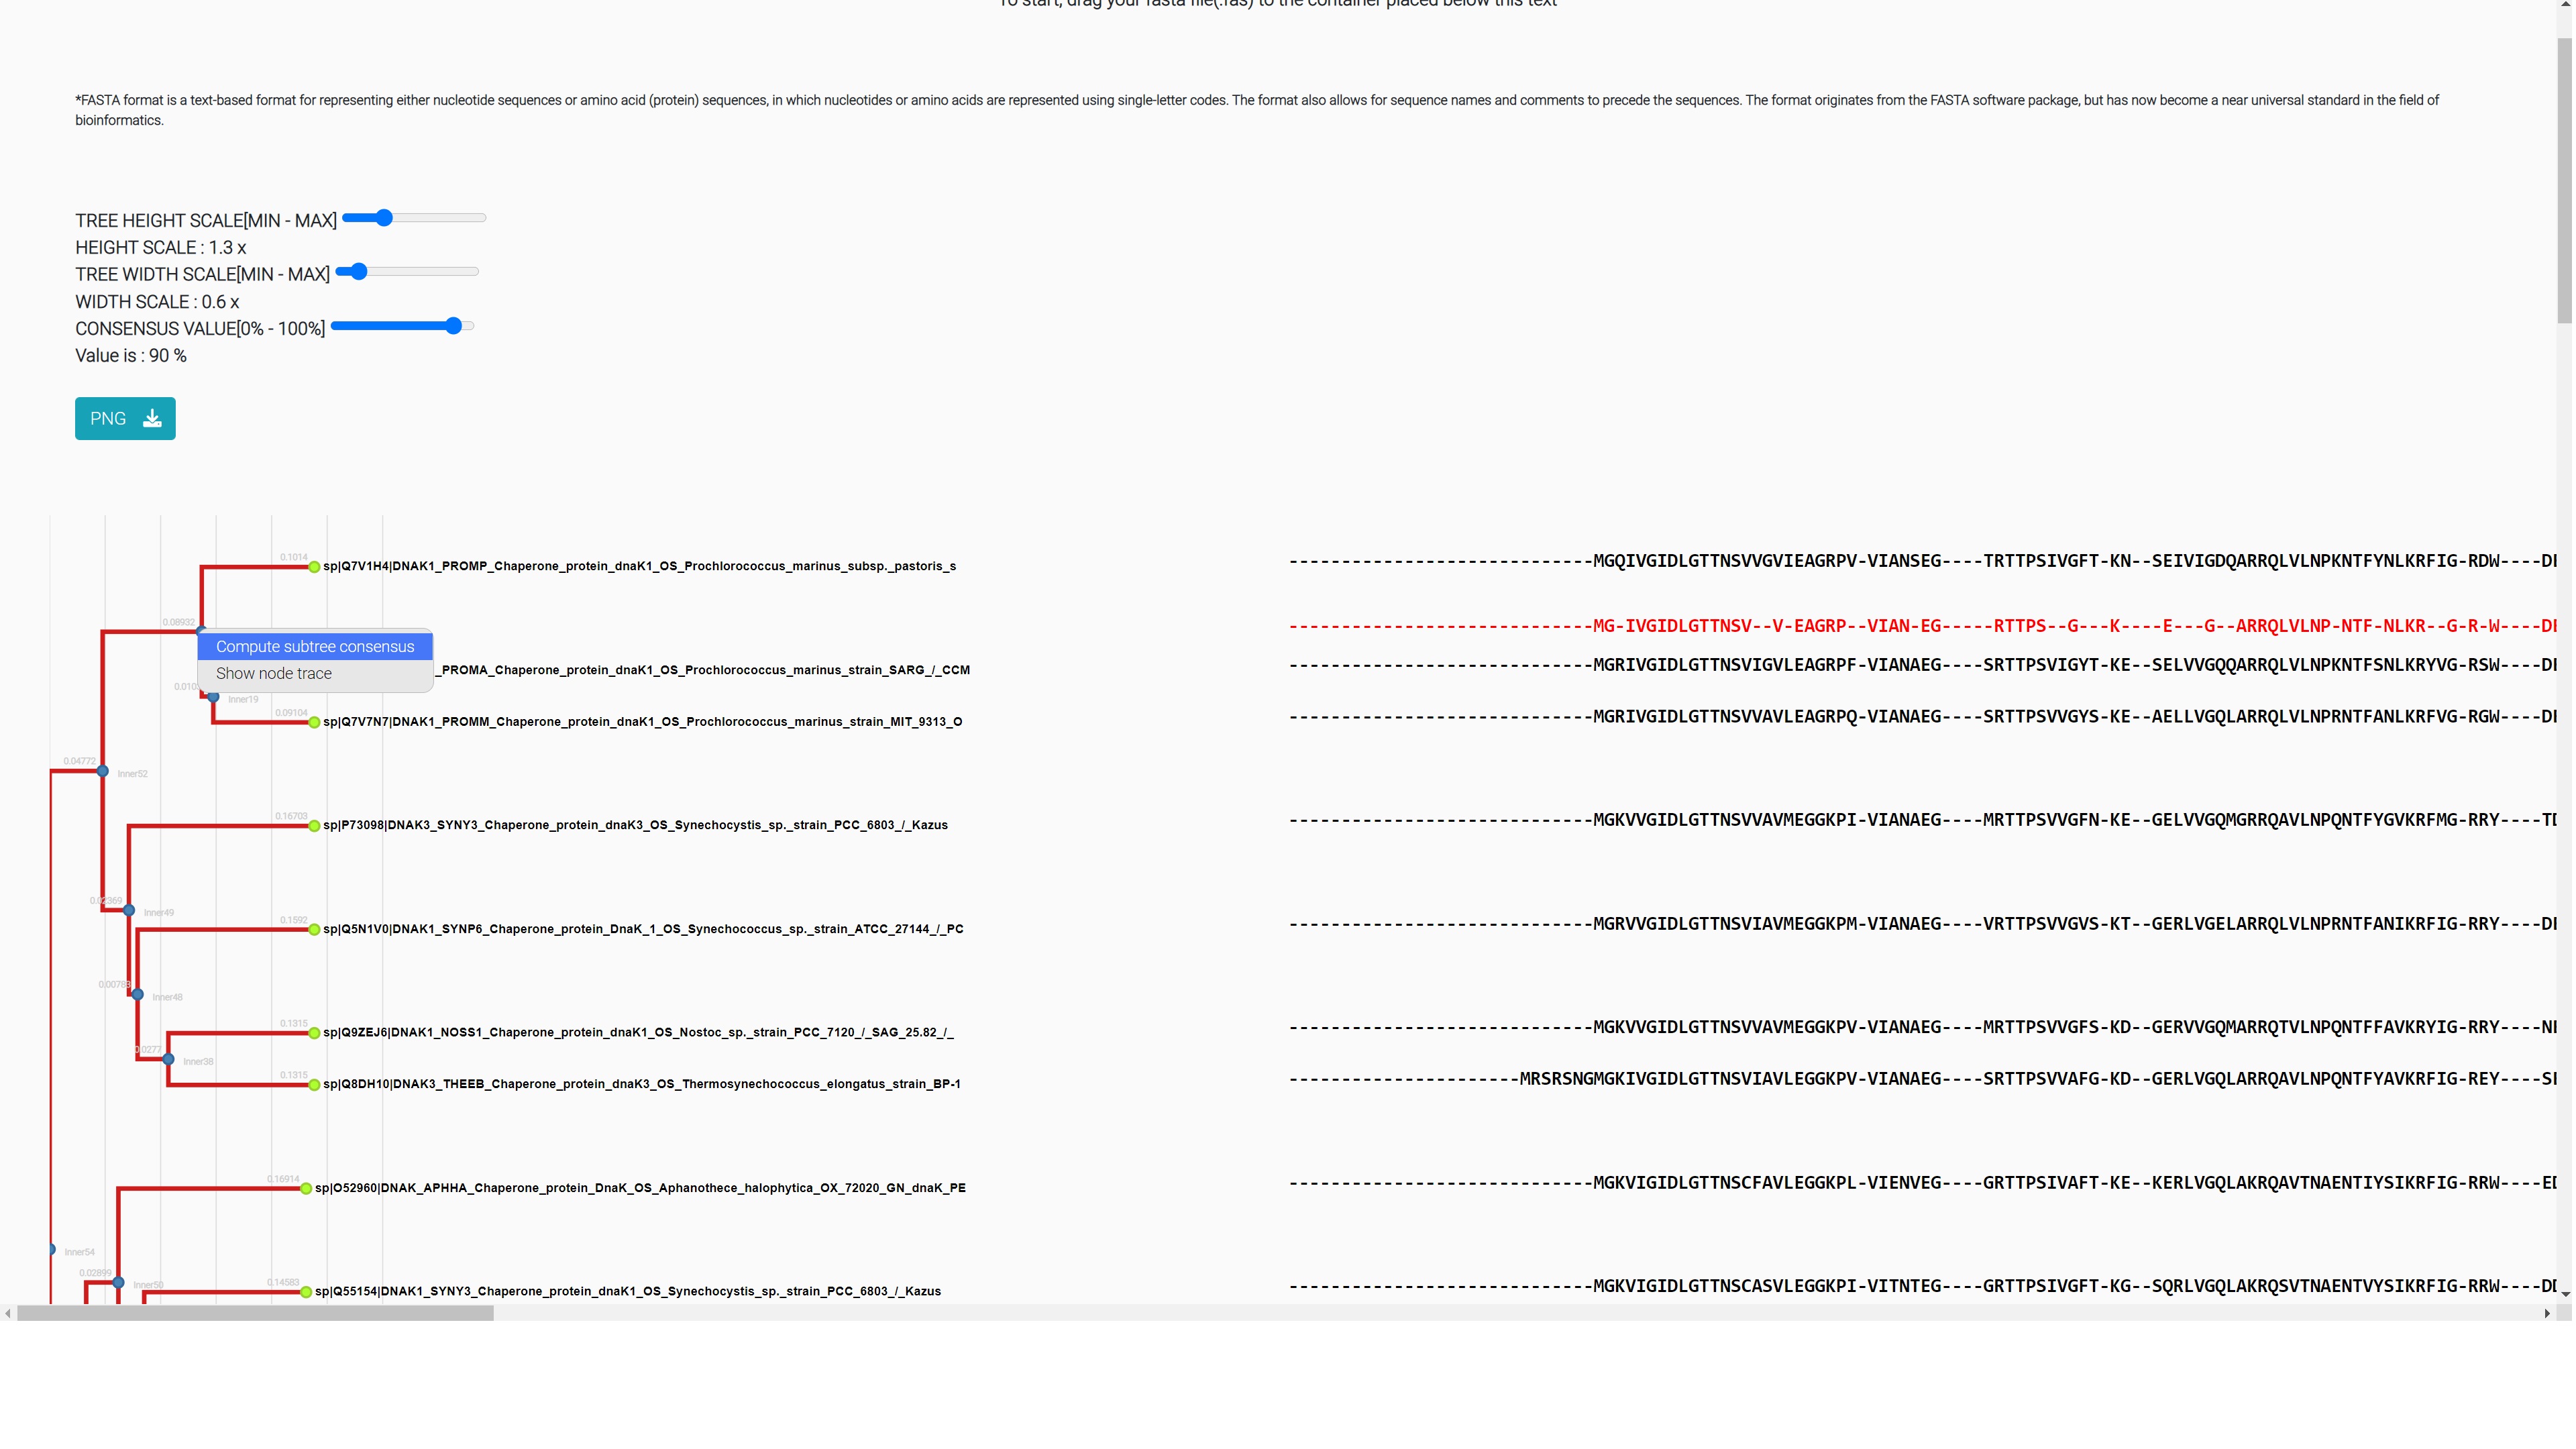 To start, drag your fasta file(.fas) to the container placed below this text
*FASTA format is a text-based format for representing either nucleotide sequences or amino acid (protein) sequences, in which nucleotides or amino acids are represented using single-letter codes. The format also allows for sequence names and comments to precede the sequences. The format originates from the FASTA software package, but has now become a near universal standard in the field of
bioinformatics.
TREE HEIGHT SCALE[MIN - MAX]
HEIGHT SCALE : 1.3 x
TREE WIDTH SCALE[MIN - MAX]
WIDTH SCALE : 0.6 x
CONSENSUS VALUE[0% - 100%]
Value is : 90 %
PNG
0.1014
sp|Q7V1H4|DNAK1_PROMP_Chaperone_protein_dnaK1_OS_Prochlorococcus_marinus_subsp._pastoris_s -----------------------------MGQIVGIDLGTTNSVVGVIEAGRPV-VIANSEG----TRTTPSIVGFT-KN--SEIVIGDQARRQLVLNPKNTFYNLKRFIG-RDW----DE
0.08932
-----------------------------MG-IVGIDLGTTNSV--V-EAGRP--VIAN-EG-----RTTPS--G---K----E---G--ARRQLVLNP-NTF-NLKR--G-R-W----DE
Compute subtree consensus
Show node trace
_PROMA_Chaperone_protein_dnaK1_OS_Prochlorococcus_marinus_strain_SARG_/_CCM -----------------------------MGRIVGIDLGTTNSVIGVLEAGRPF-VIANAEG----SRTTPSVIGYT-KE--SELVVGQQARRQLVLNPKNTFSNLKRYVG-RSW----DE
0.010
Inner19
0.09104
sp|Q7V7N7|DNAK1_PROMM_Chaperone_protein_dnaK1_OS_Prochlorococcus_marinus_strain_MIT_9313_O -----------------------------MGRIVGIDLGTTNSVVAVLEAGRPQ-VIANAEG----SRTTPSVVGYS-KE--AELLVGQLARRQLVLNPRNTFANLKRFVG-RGW----DE
0.04772
Inner52
0.16703
sp|P73098|DNAK3_SYNY3_Chaperone_protein_dnaK3_OS_Synechocystis_sp._strain_PCC_6803_/_Kazus -----------------------------MGKVVGIDLGTTNSVVAVMEGGKPI-VIANAEG----MRTTPSVVGFN-KE--GELVVGQMGRRQAVLNPQNTFYGVKRFMG-RRY----TD
0.02369
Inner49
0.1592
sp|Q5N1V0|DNAK1_SYNP6_Chaperone_protein_DnaK_1_OS_Synechococcus_sp._strain_ATCC_27144_/_PC -----------------------------MGRVVGIDLGTTNSVIAVMEGGKPM-VIANAEG----VRTTPSVVGVS-KT--GERLVGELARRQLVLNPRNTFANIKRFIG-RRY----DE
0.00783
Inner48
0.1315
sp|Q9ZEJ6|DNAK1_NOSS1_Chaperone_protein_dnaK1_OS_Nostoc_sp._strain_PCC_7120_/_SAG_25.82_/_ -----------------------------MGKVVGIDLGTTNSVVAVMEGGKPV-VIANAEG----MRTTPSVVGFS-KD--GERVVGQMARRQTVLNPQNTFFAVKRYIG-RRY----NE
0.0277
Inner38
0.1315
sp|Q8DH10|DNAK3_THEEB_Chaperone_protein_dnaK3_OS_Thermosynechococcus_elongatus_strain_BP-1 ----------------------MRSRSNGMGKIVGIDLGTTNSVIAVLEGGKPV-VIANAEG----SRTTPSVVAFG-KD--GERLVGQLARRQAVLNPQNTFYAVKRFIG-REY----SE
0.16914
sp|O52960|DNAK_APHHA_Chaperone_protein_DnaK_OS_Aphanothece_halophytica_OX_72020_GN_dnaK_PE -----------------------------MGKVIGIDLGTTNSCFAVLEGGKPL-VIENVEG----GRTTPSIVAFT-KE--KERLVGQLAKRQAVTNAENTIYSIKRFIG-RRW----ED
Inner54
0.02899
Inner50
0.14583
sp|Q55154|DNAK1_SYNY3_Chaperone_protein_dnaK1_OS_Synechocystis_sp._strain_PCC_6803_/_Kazus -----------------------------MGKVIGIDLGTTNSCASVLEGGKPI-VITNTEG----GRTTPSIVGFT-KG--SQRLVGQLAKRQSVTNAENTVYSIKRFIG-RRW----DD